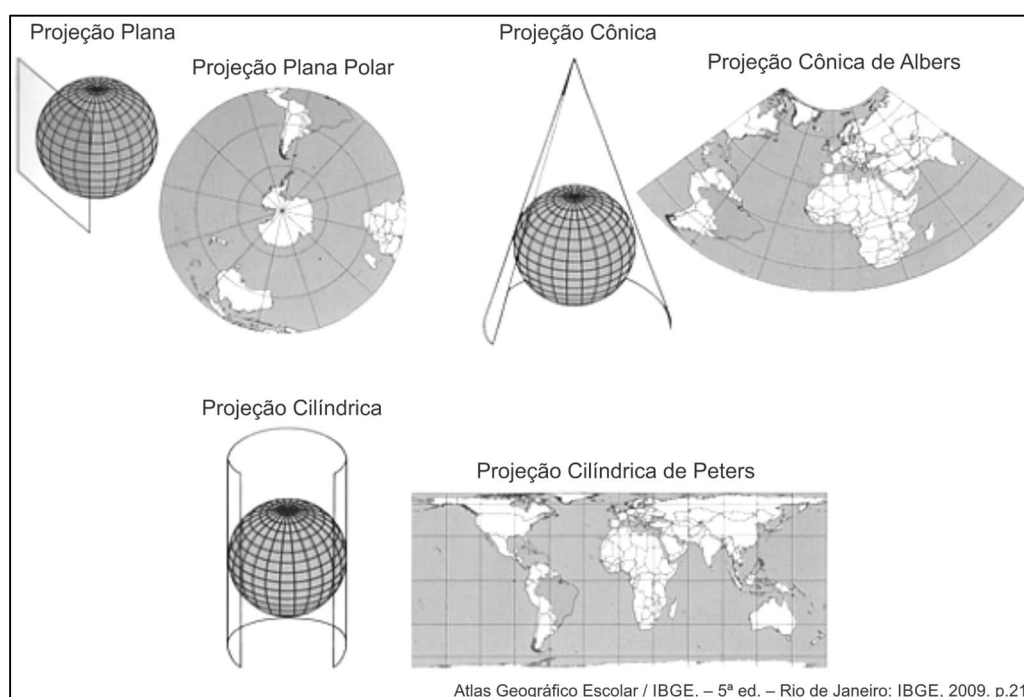 Projeção Plana
Projeção Plana Polar
Projeção Cônica
Projeção Cônica de Albers
Projeção Cilíndrica
Projeção Cilíndrica de Peters
Atlas Geográfico Escolar / IBGE. – 5ª ed. – Rio de Janeiro: IBGE, 2009. p.21